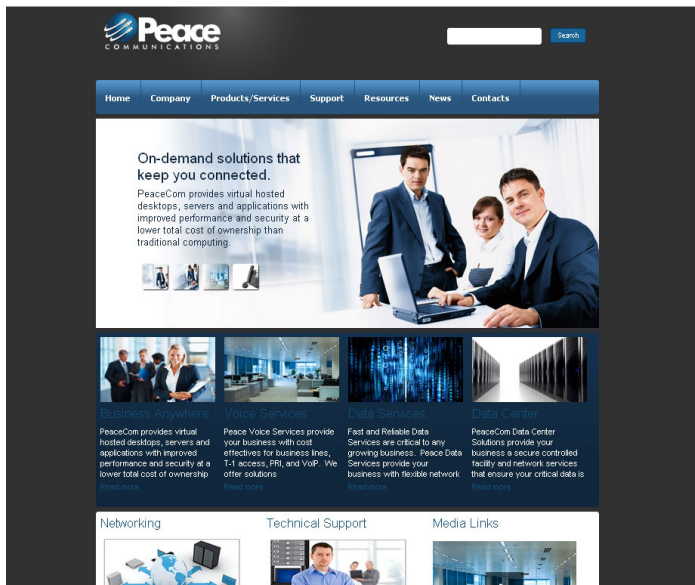 Peace
COMMUNICATIONS
Search
Home Company Products/Services Support Resources News Contacts
On-demand solutions that
keep you connected.
PeaceCom provides virtual hosted
desktops, servers and applications with
improved performance and security at a
lower total cost of ownership than
traditional computing.
Business Anywhere
PeaceCom provides virtual
hosted desktops, servers and
applications with improved
performance and security at a
lower total cost of ownership
Read more
Voice Services
Peace Voice Services provide
your business with cost
effectives for business lines,
T-1 access, PRI, and VoIP. We
offer solutions
Read more
Data Services
Fast and Reliable Data
Services are critical to any
growing business. Peace Data
Services provide your
business with flexible network
Read more
Data Center
PeaceCom Data Center
Solutions provide your
business a secure controlled
facility and network services
that ensure your critical data is
Read more
Networking
Technical Support
Media Links